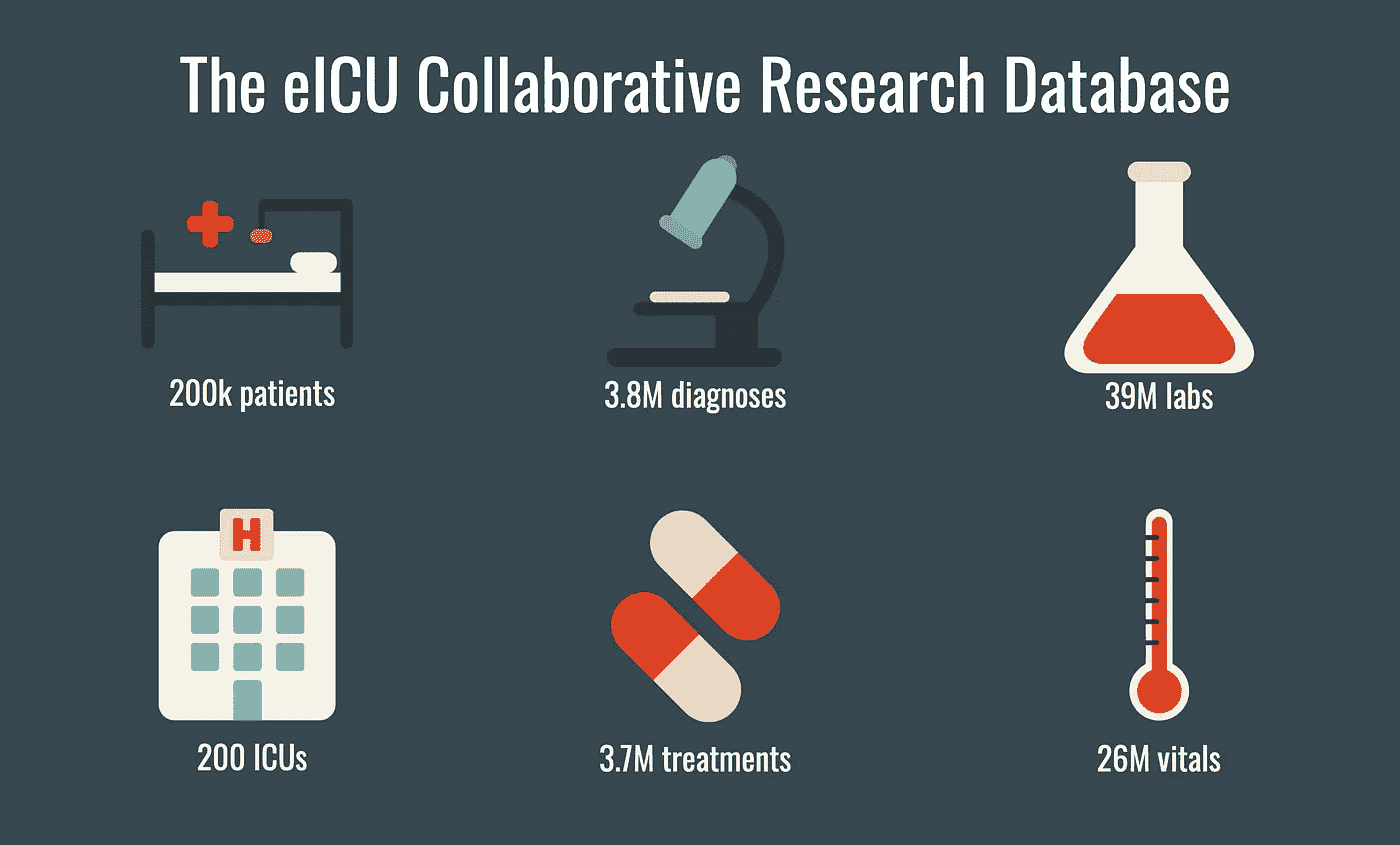 The eICU Collaborative Research Database
200k patients
3.8M diagnoses
39M labs
H
200 ICUs
3.7M treatments
26M vitals